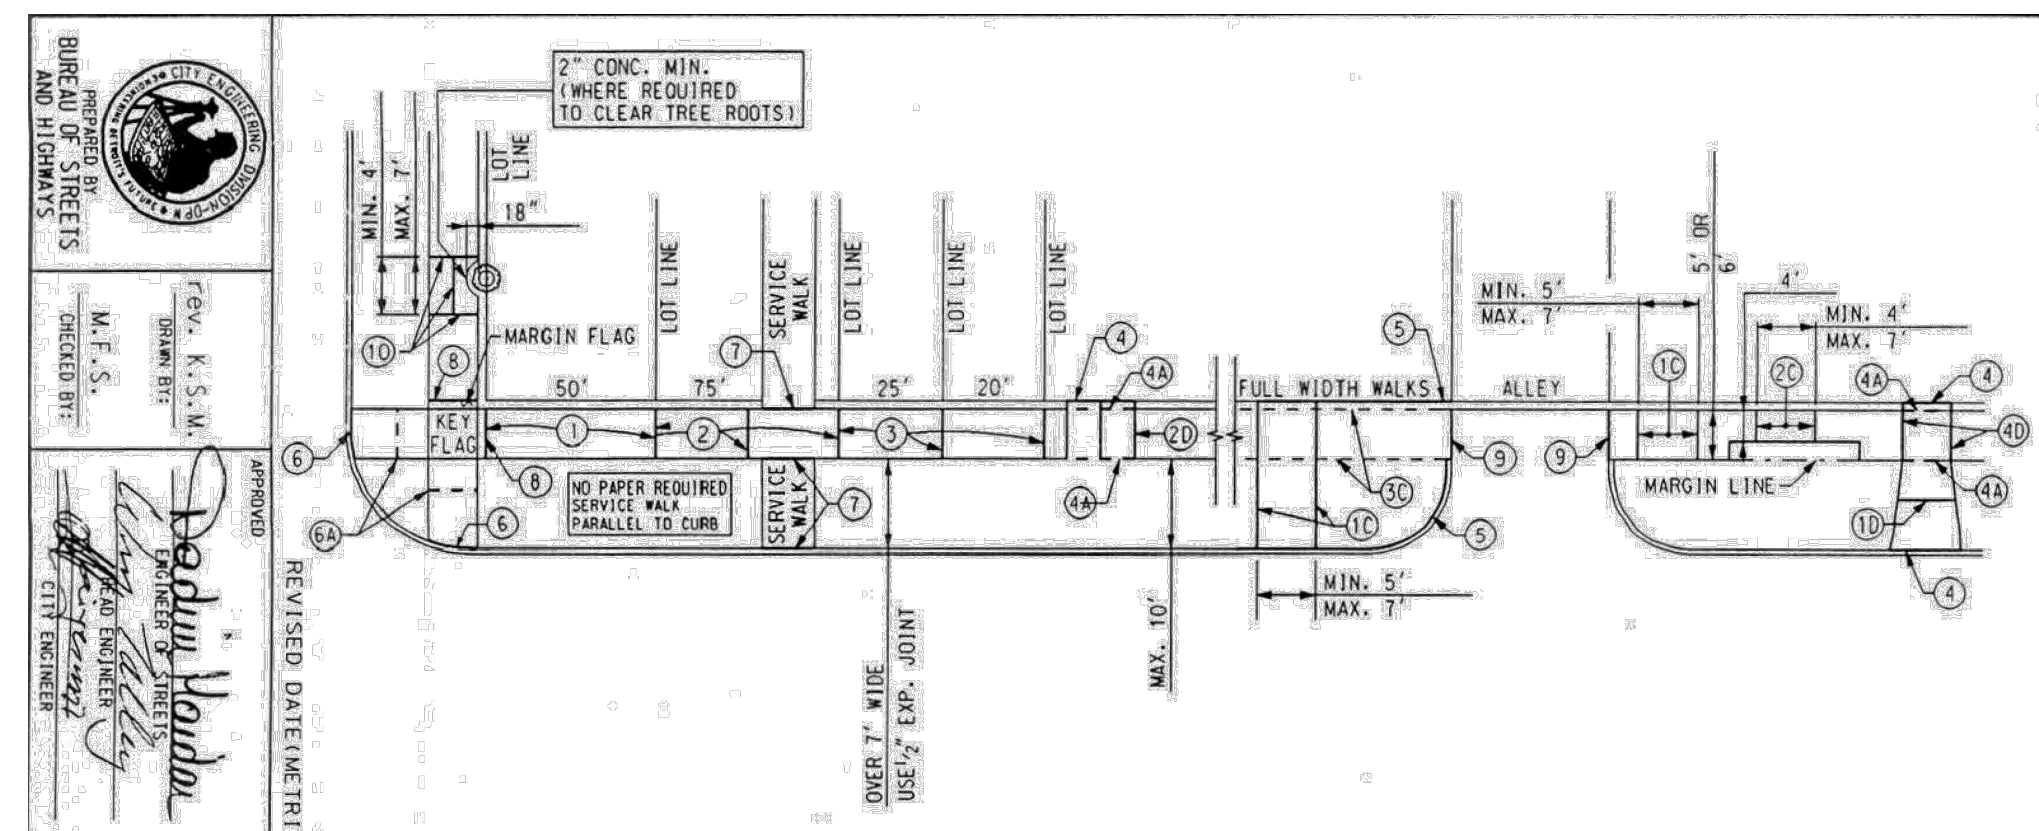 PREPARED BY
BUREAU OF STREETS
AND HIGHWAYS
CITY ENGINEERING DIVISION-DPW
rev. K.S.M.
DRAWN BY:
M.F.S.
CHECKED BY:
APPROVED
ENGINEER OF STREETS
HEAD ENGINEER
CITY ENGINEER
REVISED DATE(METRI
2" CONC. MIN.
(WHERE REQUIRED
TO CLEAR TREE ROOTS)
MIN. 4'
MAX. 7'
LOT
LINE
18"
10
8
MARGIN FLAG
KEY
FLAG
50'
75'
25'
20'
LOT LINE
SERVICE
WALK
LOT LINE
LOT LINE
LOT LINE
7
4
4A
1
2
3
2D
6
8
6
6A
NO PAPER REQUIRED
SERVICE WALK
PARALLEL TO CURB
SERVICE
WALK
7
4A
OVER 7' WIDE
USE 1/2" EXP. JOINT
MAX. 10'
FULL WIDTH WALKS
5
ALLEY
3C
1C
9
5
MIN. 5'
MAX. 7'
9
MIN. 5'
MAX. 7'
5' OR
6'
4'
MIN. 4'
MAX. 7'
1C
2C
4A
4
4D
MARGIN LINE
4A
1D
4